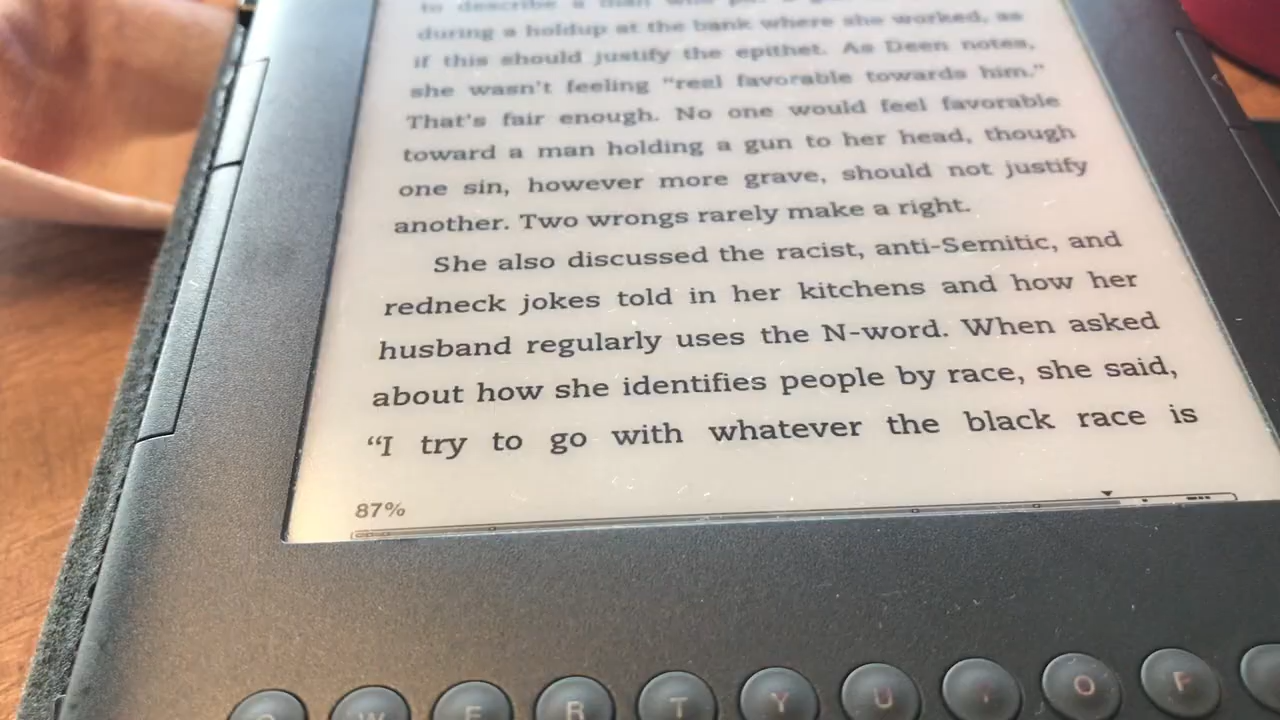 to describe a man who
during a holdup at the bank where she worked, as
if this should justify the epithet. As Deen notes,
she wasn't feeling “real favorable towards him.”
That's fair enough. No one would feel favorable
toward a man holding a gun to her head, though
one sin, however more grave, should not justify
another. Two wrongs rarely make a right.
She also discussed the racist, anti-Semitic, and
redneck jokes told in her kitchens and how her
husband regularly uses the N-word. When asked
about how she identifies people by race, she said,
“I try to go with whatever the black race is
87%
W E R T Y U I O P